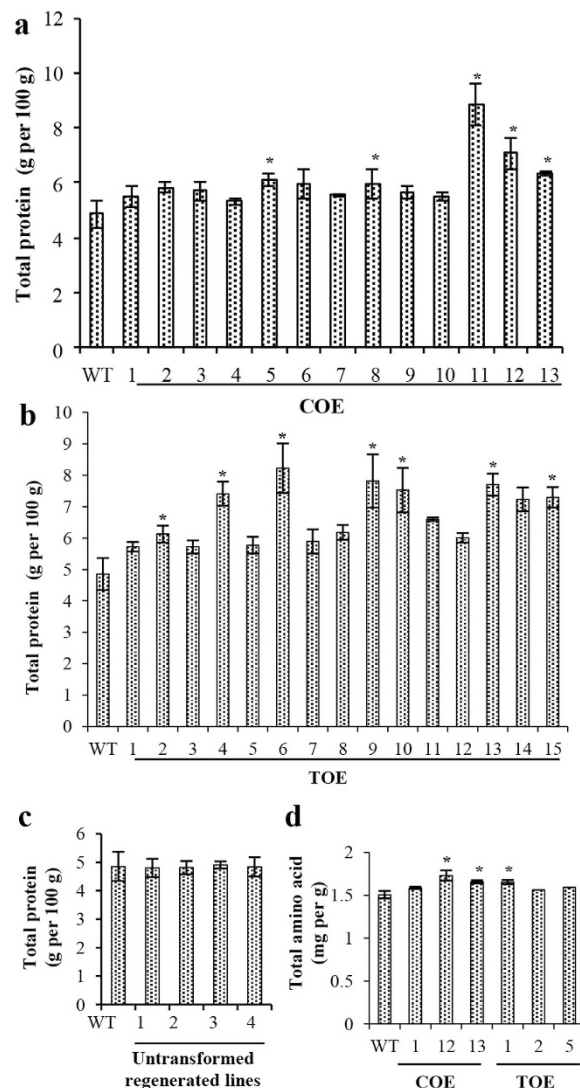 a
Total protein (g per 100 g)
12
10
8
6
4
2
0
* * * * *
WT 1 2 3 4 5 6 7 8 9 10 11 12 13
COE
b
Total protein (g per 100 g)
10
9
8
7
6
5
4
3
2
1
0
* * * * * * *
WT 1 2 3 4 5 6 7 8 9 10 11 12 13 14 15
TOE
c
Total protein
(g per 100 g)
6
5
4
3
2
1
0
WT 1 2 3 4
Untransformed
regenerated lines
d
Total amino acid
(mg per g)
2
1.5
1
0.5
0
* * *
WT 1 12 13 1 2 5
COE TOE